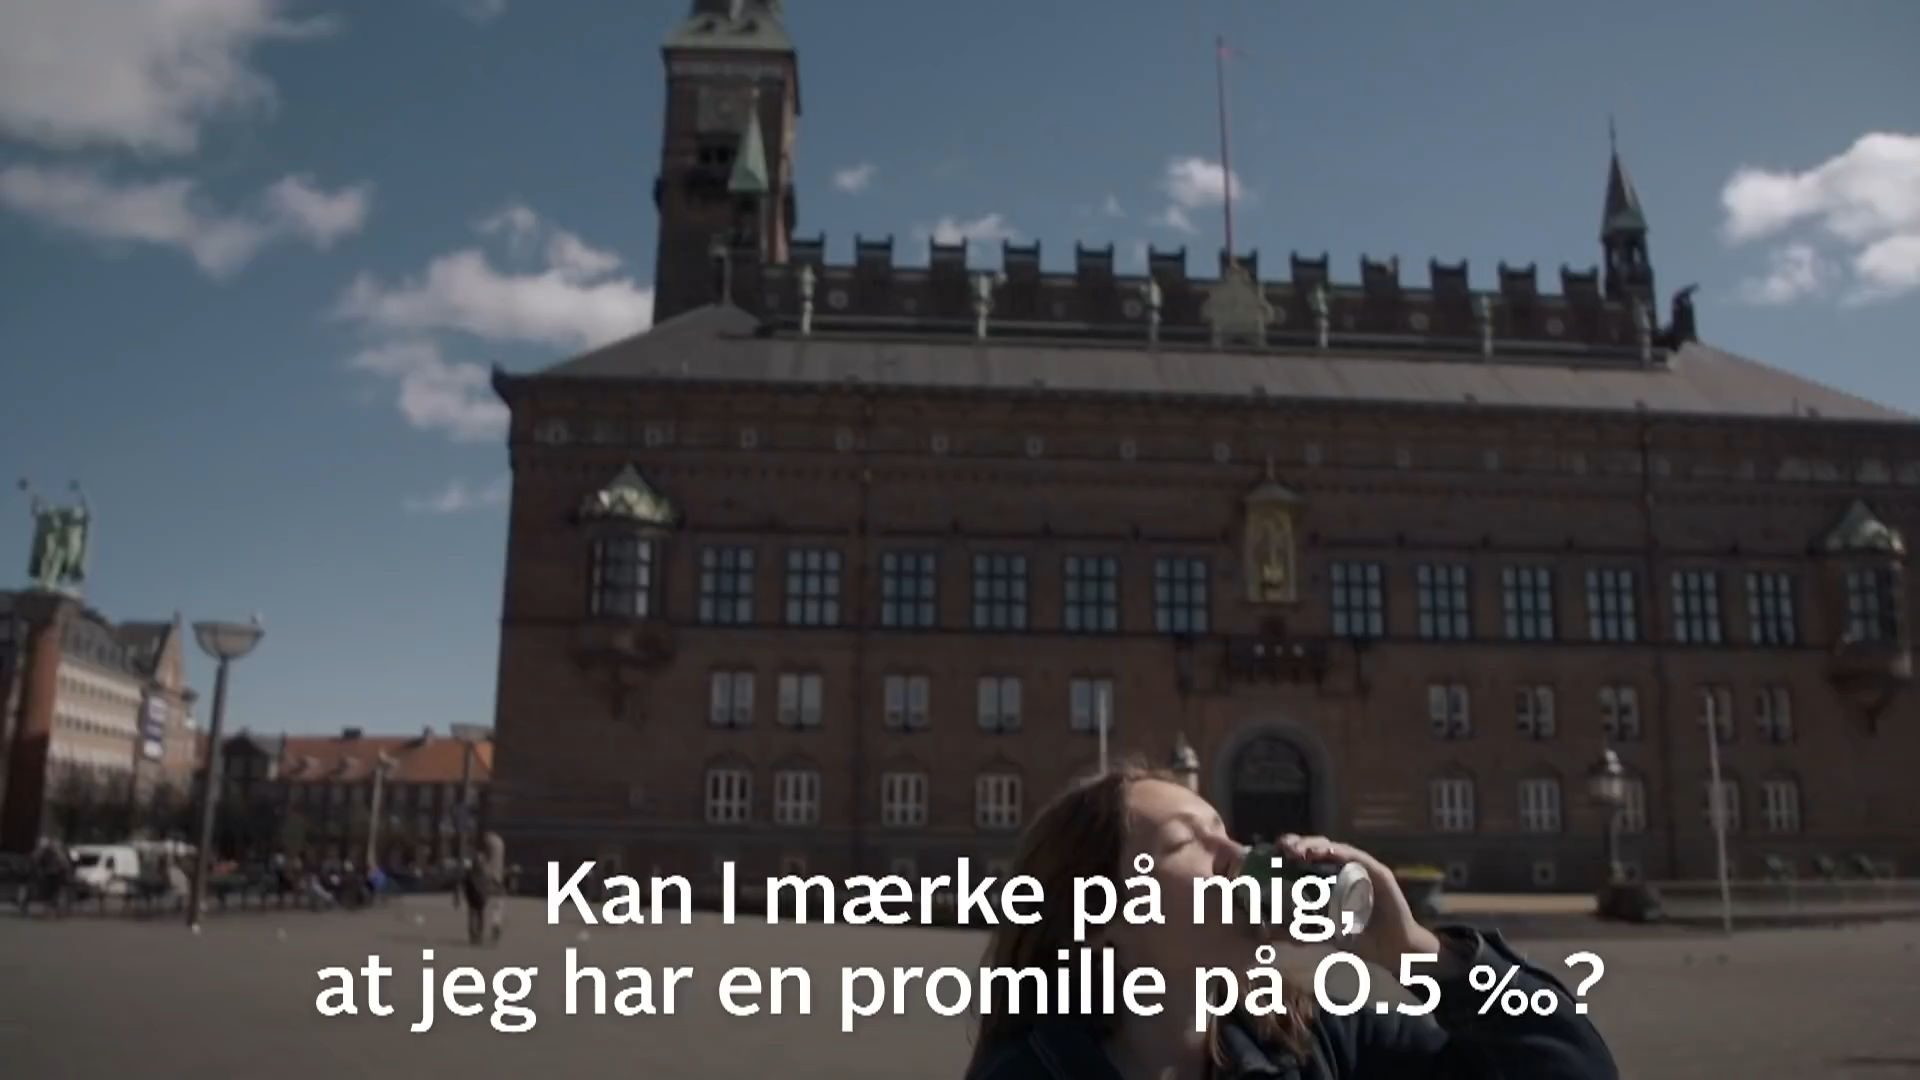 Kan I mærke på mig,
at jeg har en promille på 0.5 ‰?